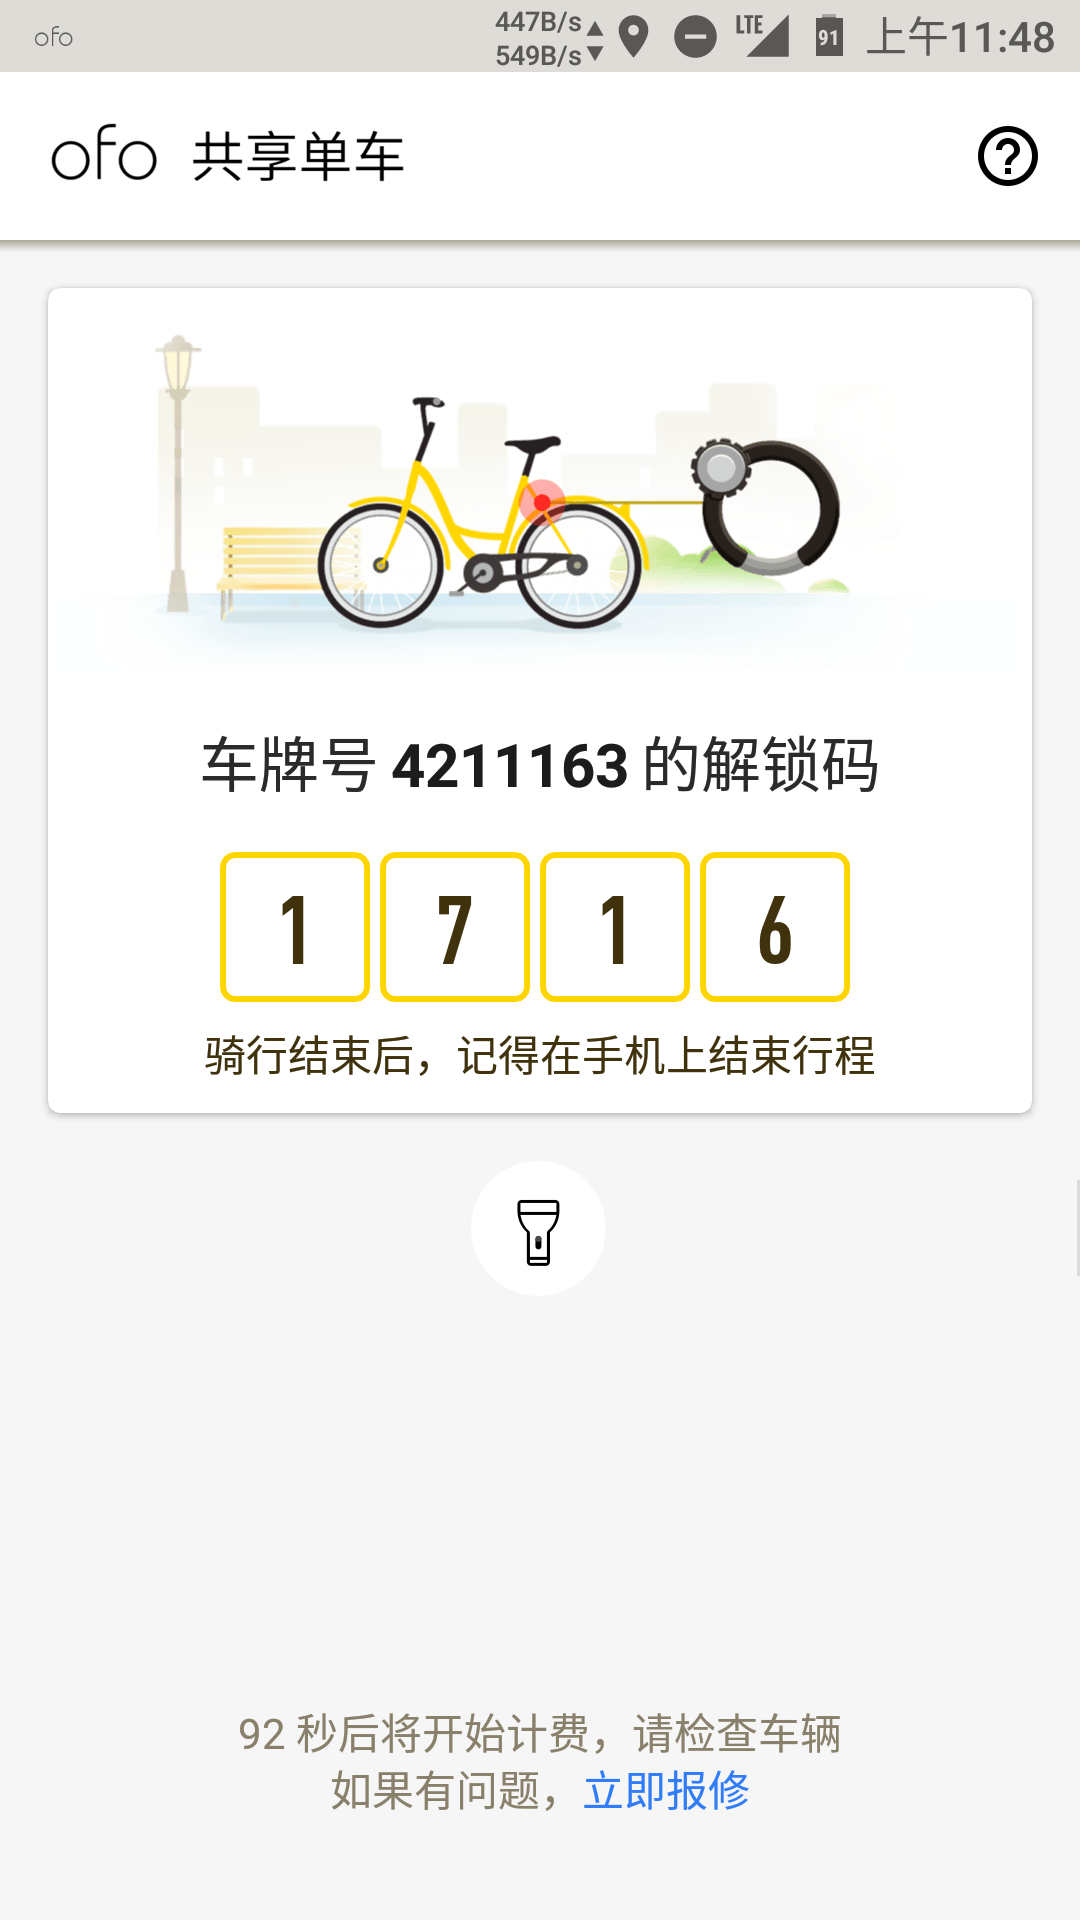 ofo
447B/s
549B/s
LTE
91
上午11:48
ofo 共享单车
车牌号 4211163 的解锁码
1 7 1 6
骑行结束后，记得在手机上结束行程
92 秒后将开始计费，请检查车辆
如果有问题，立即报修